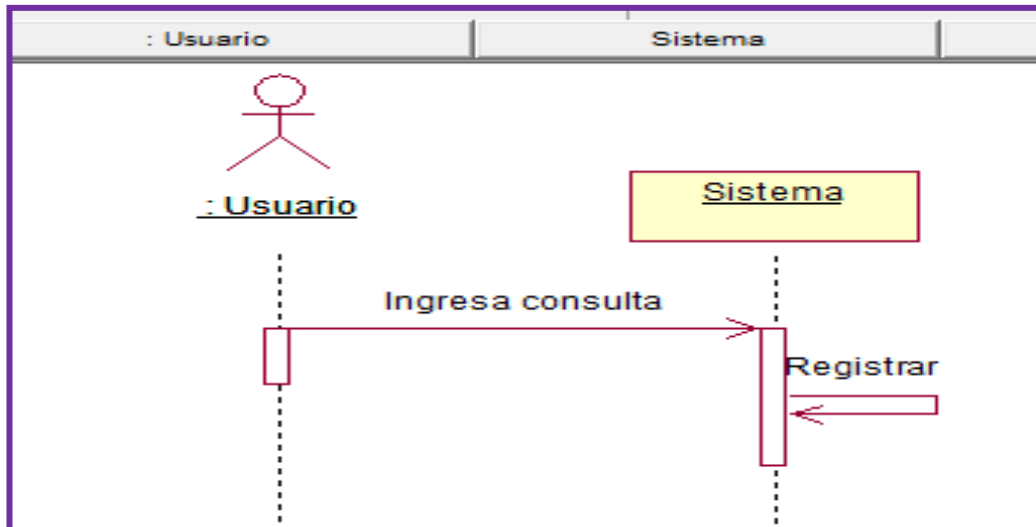 : Usuario
Sistema
: Usuario
Sistema
Ingresa consulta
Registrar